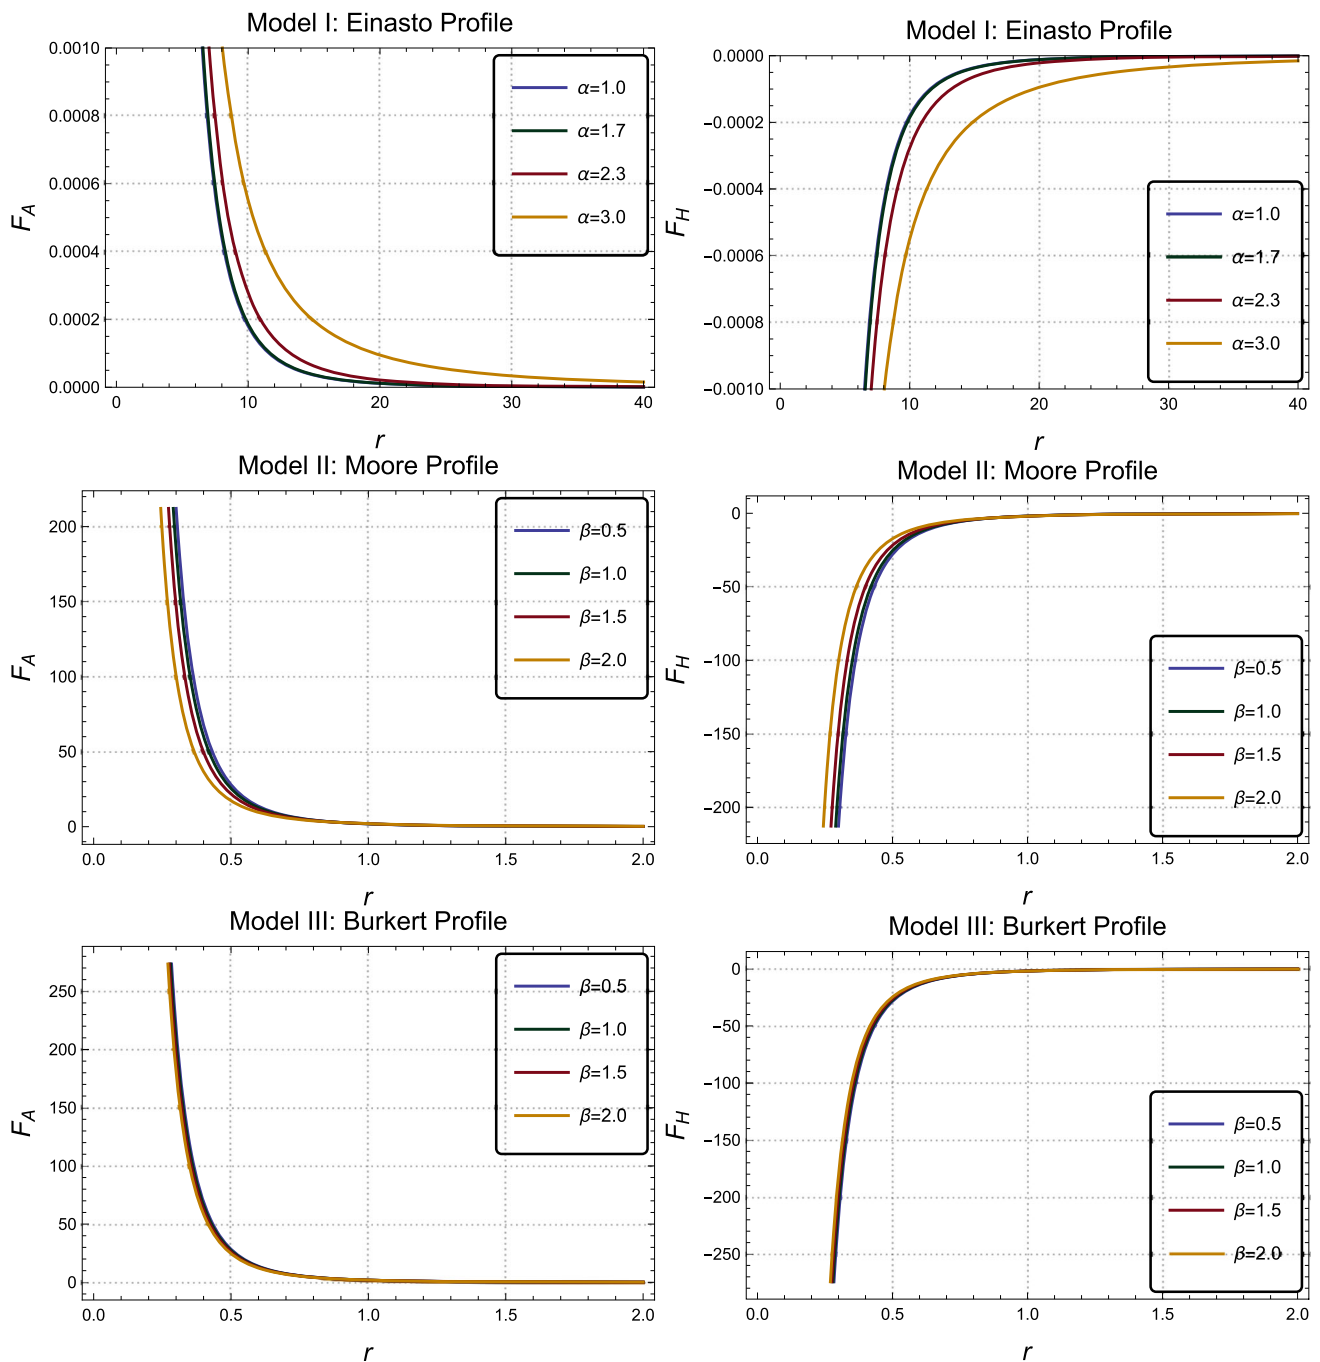 Model I: Einasto Profile
0.0010
0.0008
0.0006
0.0004
0.0002
0.0000
F_A
α=1.0
α=1.7
α=2.3
α=3.0
0 10 20 30 40
r
Model I: Einasto Profile
0.0000
−0.0002
−0.0004
−0.0006
−0.0008
−0.0010
F_H
α=1.0
α=1.7
α=2.3
α=3.0
0 10 20 30 40
r
Model II: Moore Profile
200
150
100
50
0
F_A
β=0.5
β=1.0
β=1.5
β=2.0
0.0 0.5 1.0 1.5 2.0
r
Model II: Moore Profile
0
−50
−100
−150
−200
F_H
β=0.5
β=1.0
β=1.5
β=2.0
0.0 0.5 1.0 1.5 2.0
r
Model III: Burkert Profile
250
200
150
100
50
0
F_A
β=0.5
β=1.0
β=1.5
β=2.0
0.0 0.5 1.0 1.5 2.0
r
Model III: Burkert Profile
0
−50
−100
−150
−200
−250
F_H
β=0.5
β=1.0
β=1.5
β=2.0
0.0 0.5 1.0 1.5 2.0
r